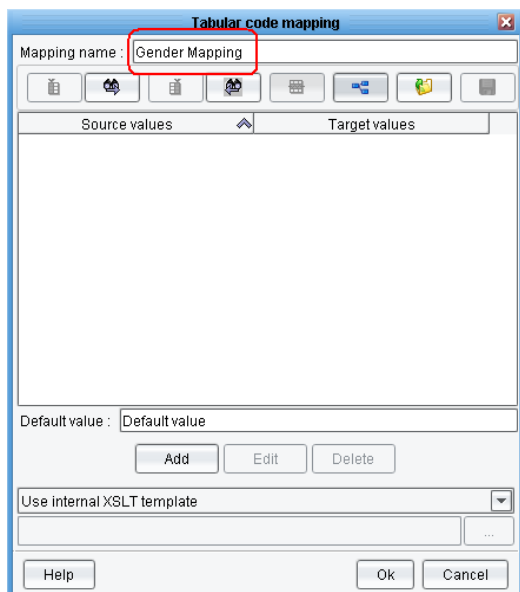 Tabular code mapping
Mapping name : Gender Mapping
Source values Target values
Default value : Default value
Add Edit Delete
Use internal XSLT template
...
Help Ok Cancel